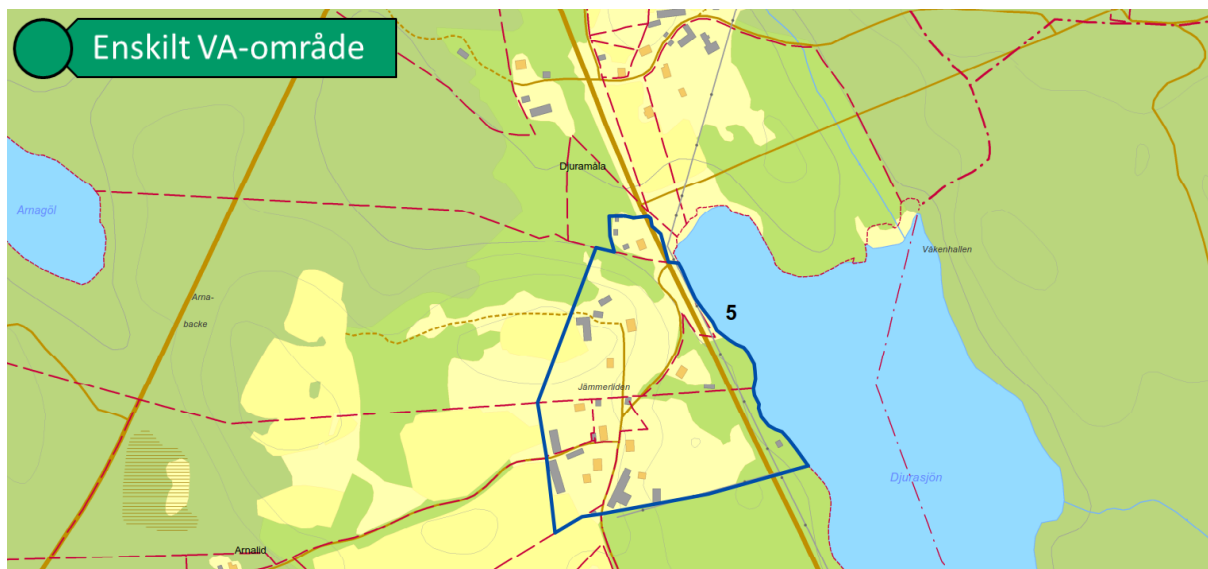 Enskilt VA-område
Djuramåla
Arnagöl
Väkenhallen
Arna-
backe
5
Jämmerliden
Djurasjön
Arnalid